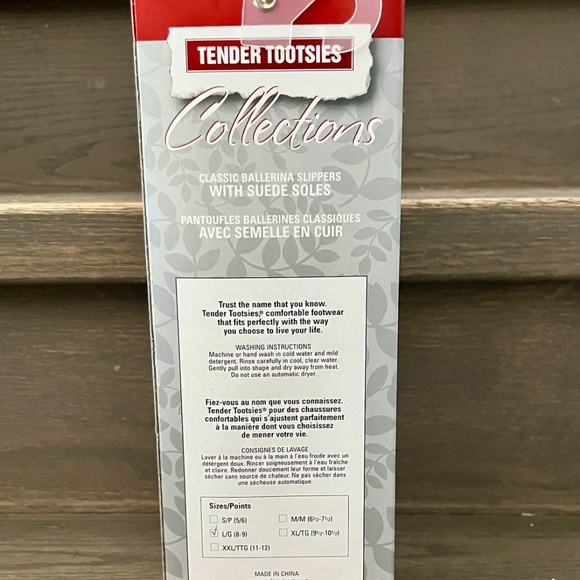 TENDER TOOTSIES
Collections
CLASSIC BALLERINA SLIPPERS
WITH SUEDE SOLES
PANTOUFLES BALLERINES CLASSIQUES
AVEC SEMELLE EN CUIR
Trust the name that you know.
Tender Tootsies® comfortable footwear
that fits perfectly with the way
you choose to live your life.
WASHING INSTRUCTIONS
Machine or hand wash in cold water and mild
detergent. Rinse carefully in cool, clear water.
Gently pull into shape and dry away from heat.
Do not use an automatic dryer.
Fiez-vous au nom que vous connaissez.
Tender Tootsies® pour des chaussures
confortables qui s'ajustent parfaitement
à la manière dont vous choisissez
de mener votre vie.
CONSIGNES DE LAVAGE
Laver à la machine ou à la main à l'eau froide avec un
détergent doux. Rincer soigneusement à l'eau fraîche
et claire. Redonner doucement leur forme et laisser
sécher sans source de chaleur. Ne pas sécher dans
une sécheuse automatique.
Sizes/Points
S/P (5/6) M/M (6½-7½)
L/G (8-9) XL/TG (9½-10½)
XXL/TTG (11-12)
MADE IN CHINA